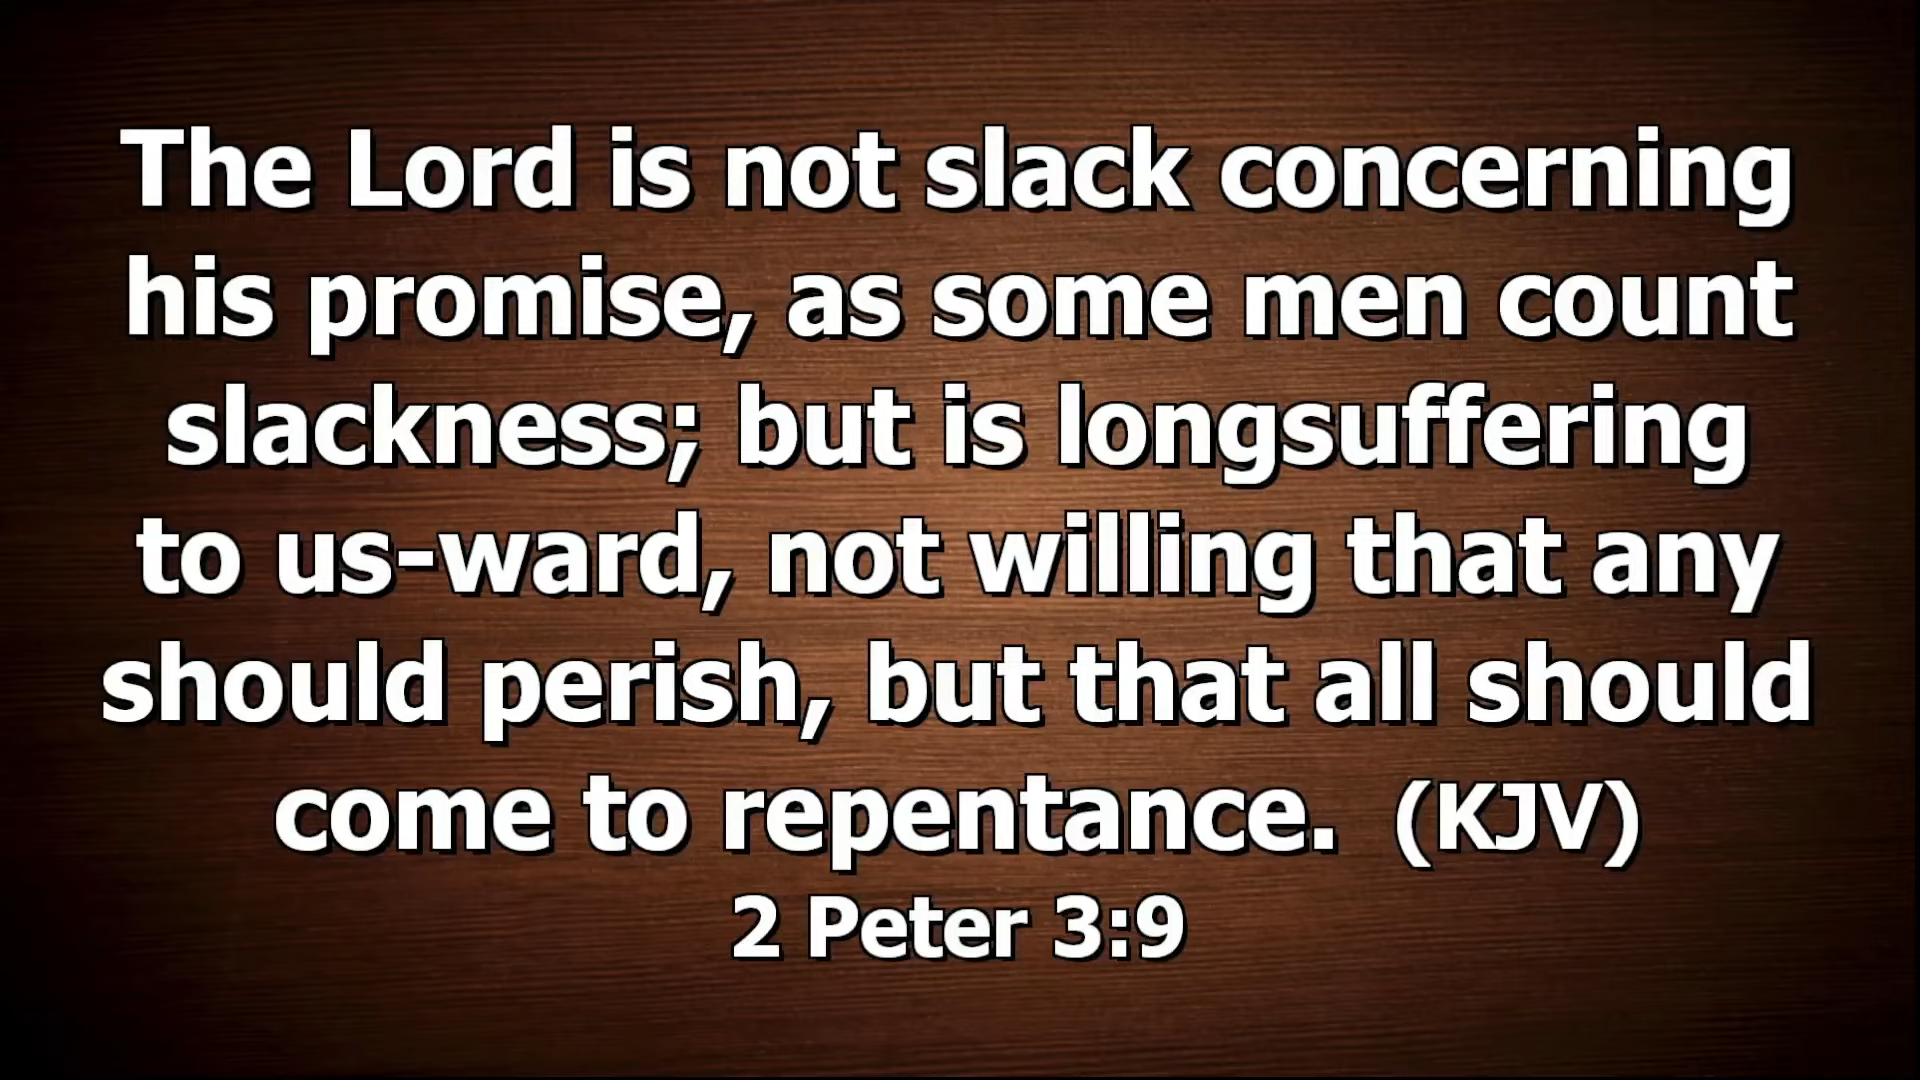 The Lord is not slack concerning
his promise, as some men count
slackness; but is longsuffering
to us-ward, not willing that any
should perish, but that all should
come to repentance. (KJV)
2 Peter 3:9